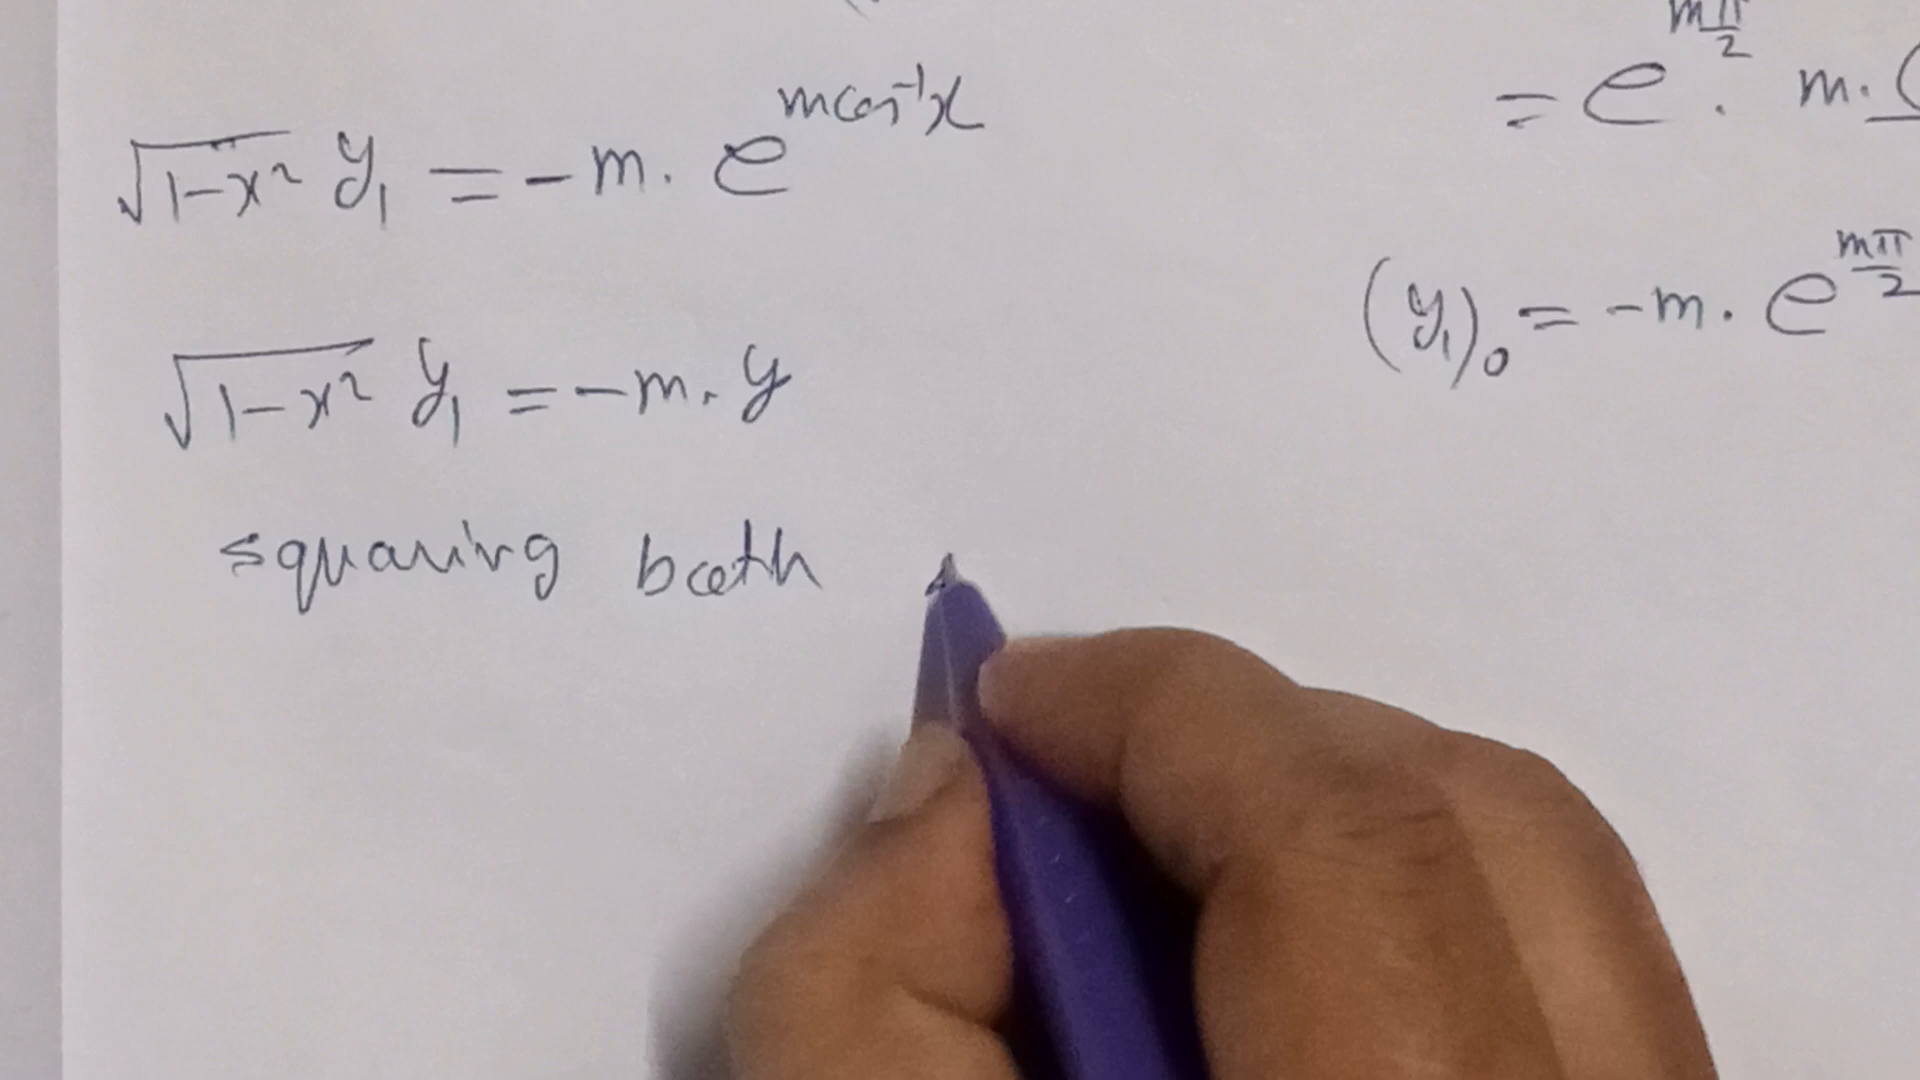 √1-x² y₁ = -m. e^{mcos⁻¹x}
√1-x² y₁ = -m. y
squaring both
= e^{mπ/2} . m. (
(y₁)₀ = -m. e^{mπ/2}